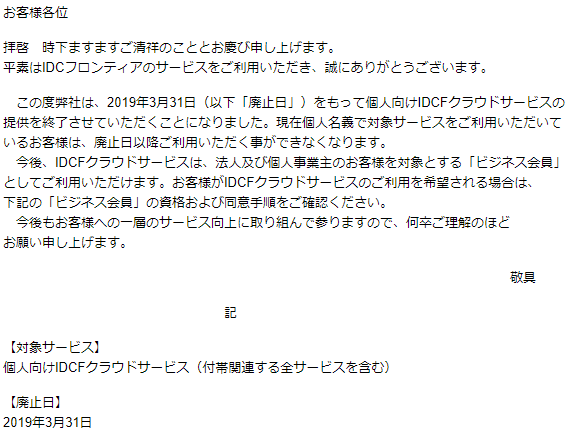 お客様各位
拝啓　時下ますますご清祥のこととお慶び申し上げます。
平素はIDCフロンティアのサービスをご利用いただき、誠にありがとうございます。
　この度弊社は、2019年3月31日（以下「廃止日」）をもって個人向けIDCFクラウドサービスの
提供を終了させていただくことになりました。現在個人名義で対象サービスをご利用いただいて
いるお客様は、廃止日以降ご利用いただく事ができなくなります。
　今後、IDCFクラウドサービスは、法人及び個人事業主のお客様を対象とする「ビジネス会員」
としてご利用いただけます。お客様がIDCFクラウドサービスのご利用を希望される場合は、
下記の「ビジネス会員」の資格および同意手順をご確認ください。
　今後もお客様への一層のサービス向上に取り組んで参りますので、何卒ご理解のほど
お願い申し上げます。
敬具
記
【対象サービス】
個人向けIDCFクラウドサービス（付帯関連する全サービスを含む）
【廃止日】
2019年3月31日